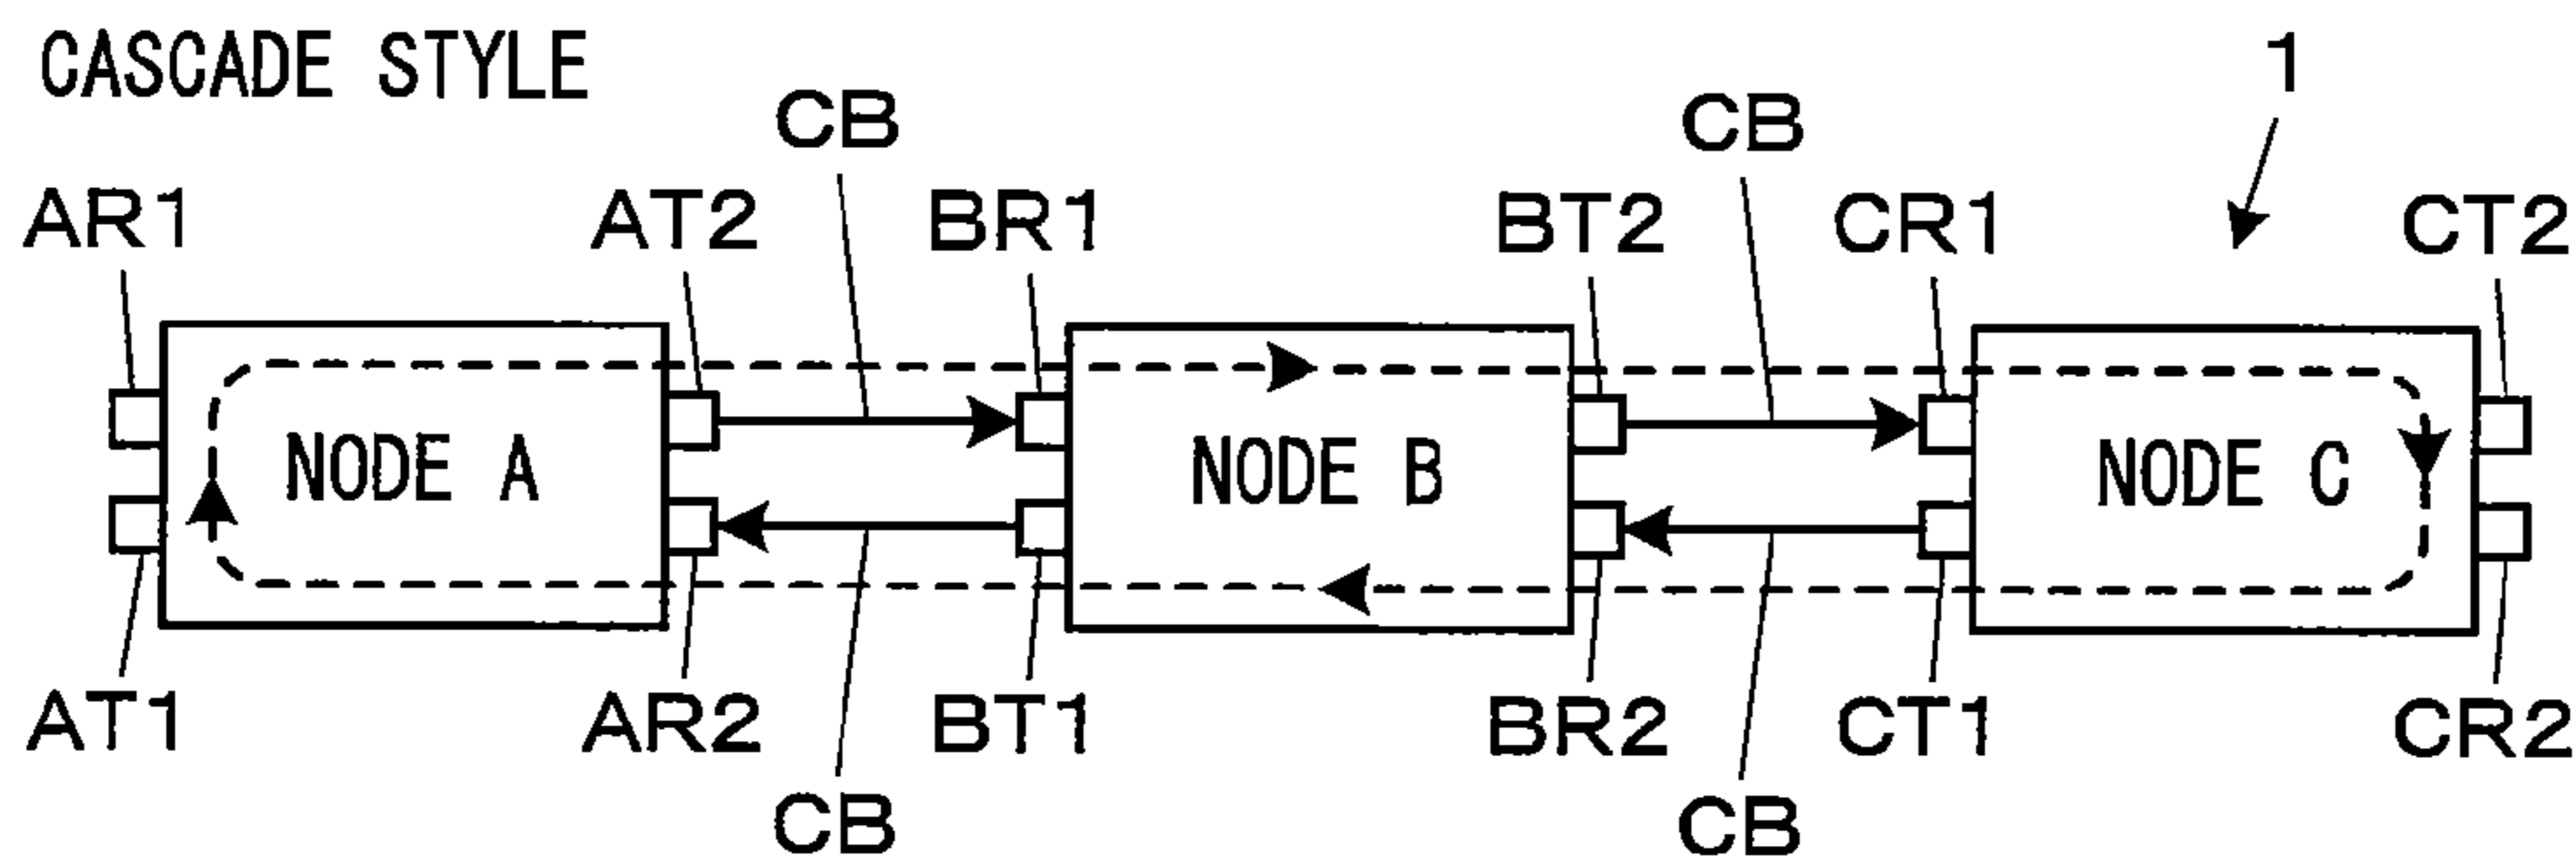 CASCADE STYLE
1
CB CB
AR1 AT2 BR1 BT2 CR1 CT2
NODE A NODE B NODE C
AT1 AR2 BT1 BR2 CT1 CR2
CB CB